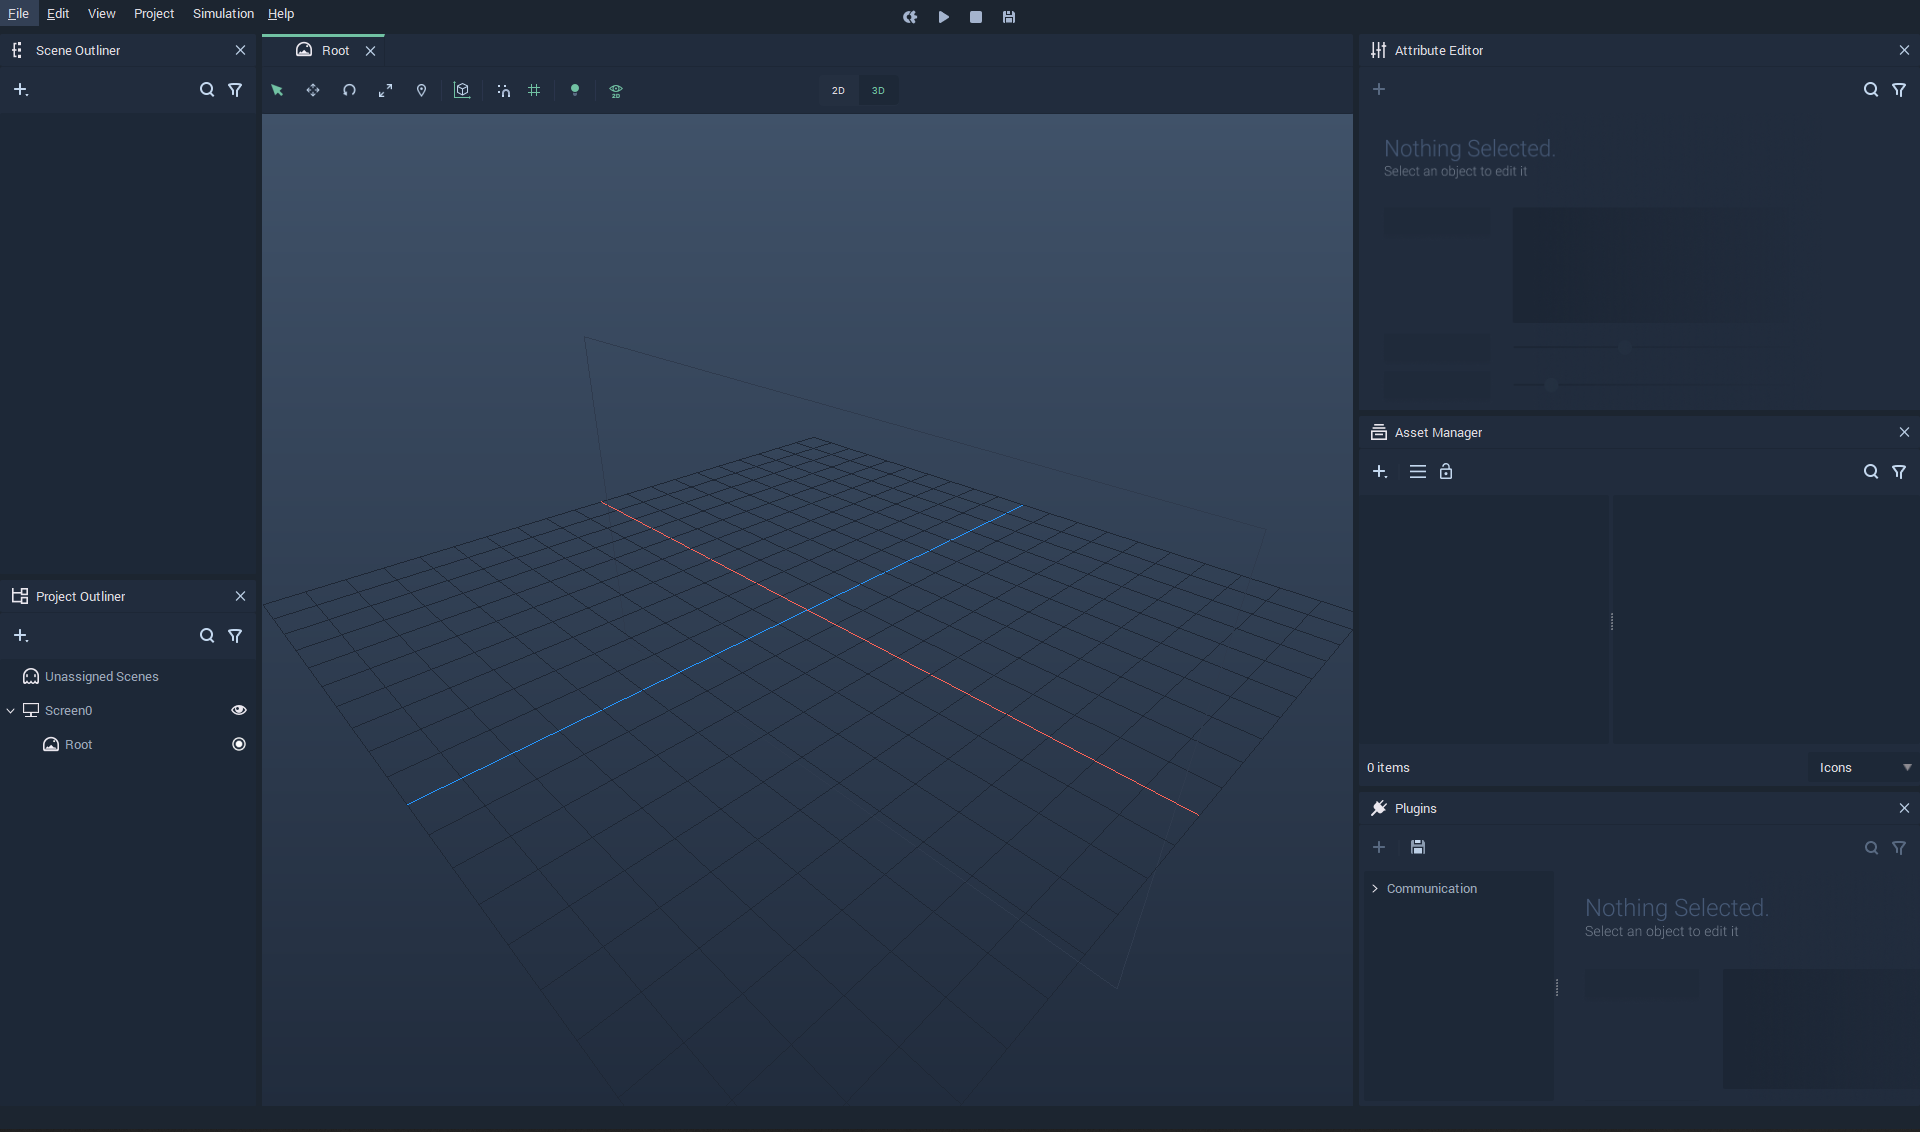 File Edit View Project Simulation Help
Scene Outliner
Root
2D
2D 3D
Attribute Editor
Nothing Selected.
Select an object to edit it
Asset Manager
0 items
Icons
Project Outliner
Unassigned Scenes
Screen0
Root
Plugins
Communication
Nothing Selected.
Select an object to edit it